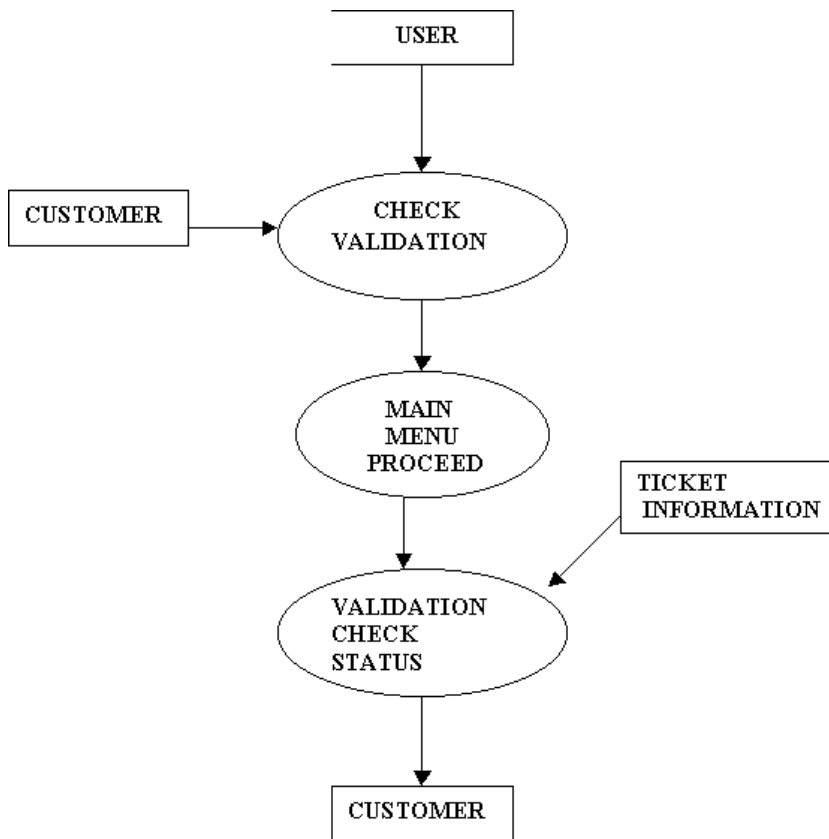 USER
CUSTOMER
CHECK
VALIDATION
MAIN
MENU
PROCEED
TICKET
INFORMATION
VALIDATION
CHECK
STATUS
CUSTOMER